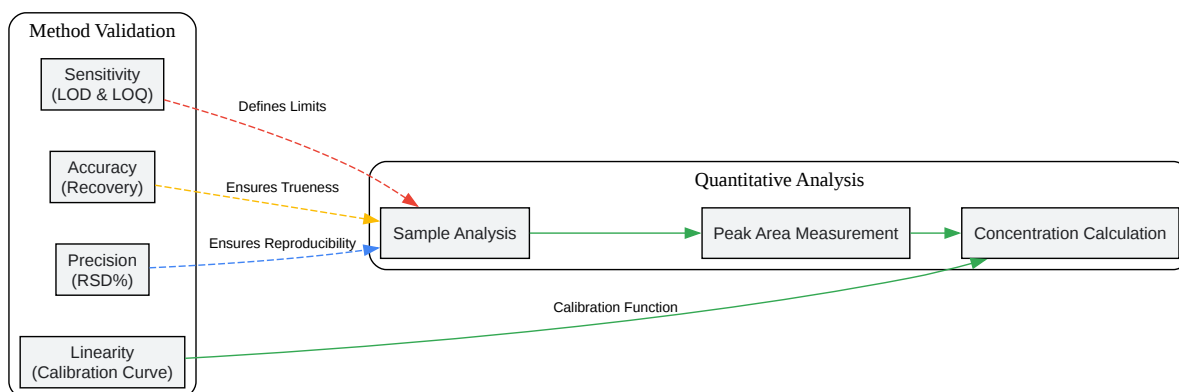 Method Validation
Sensitivity
(LOD & LOQ)
Defines Limits
Accuracy
(Recovery)
Ensures Trueness
Quantitative Analysis
Sample Analysis
Peak Area Measurement
Concentration Calculation
Ensures Reproducibility
Precision
(RSD%)
Calibration Function
Linearity
(Calibration Curve)